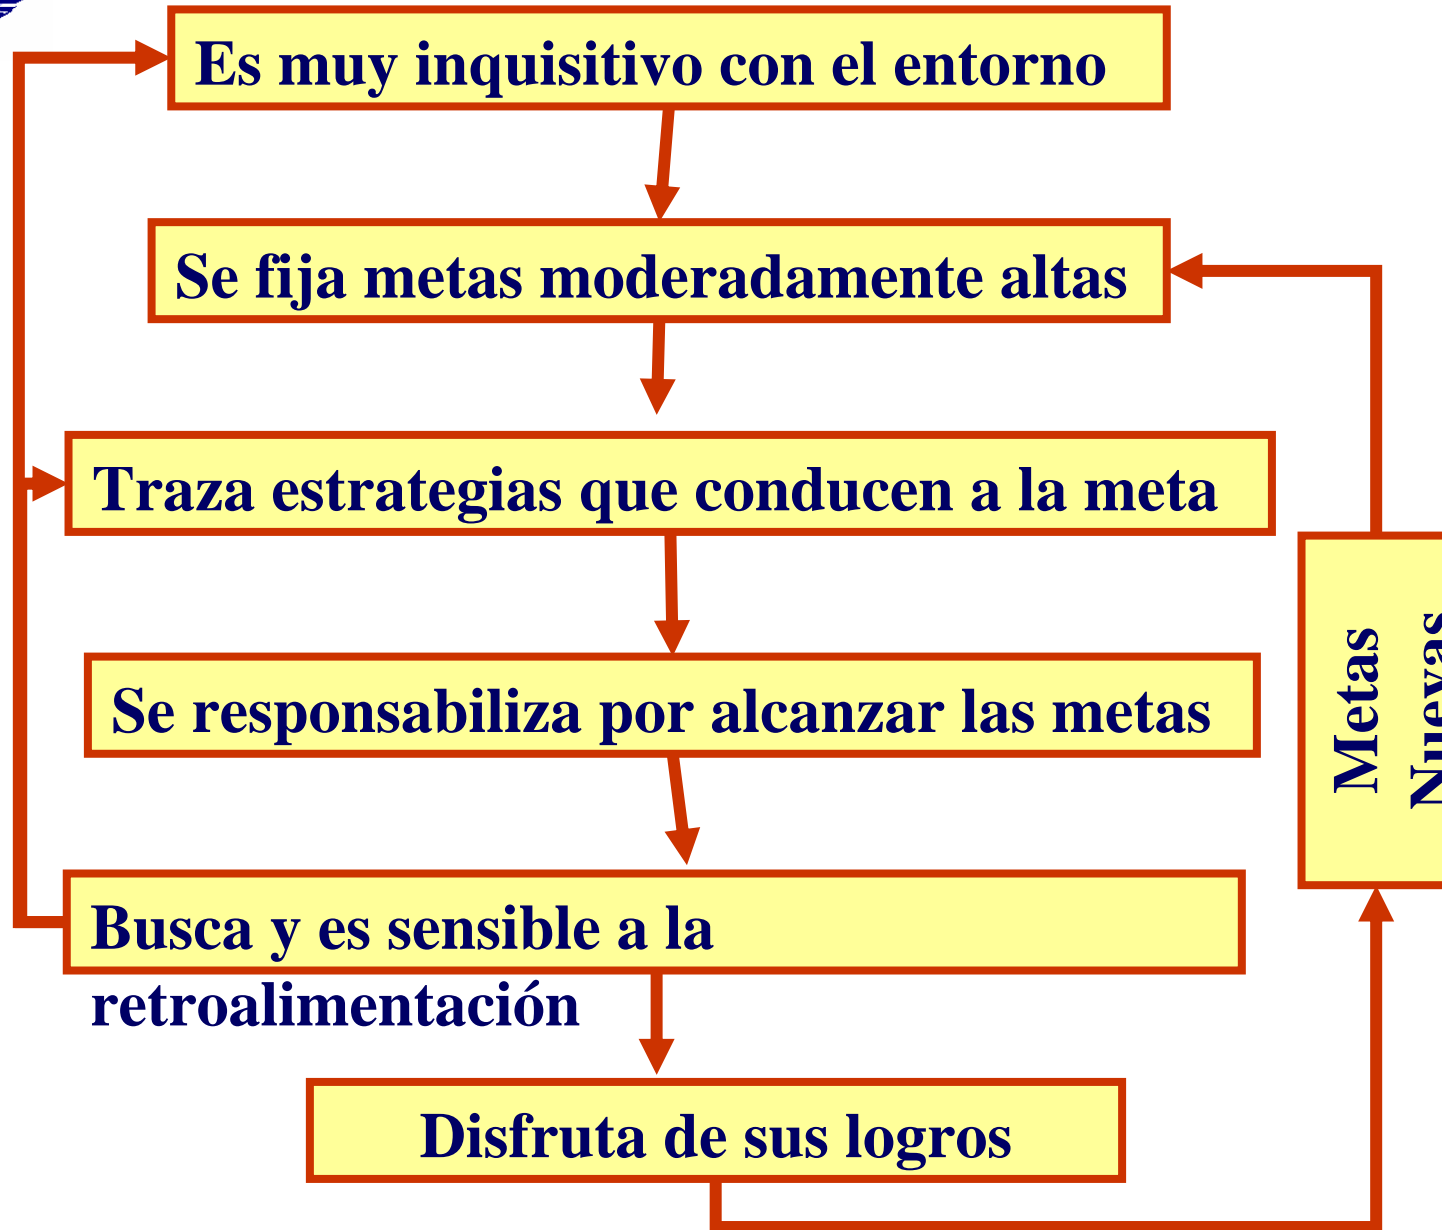 Es muy inquisitivo con el entorno
Se fija metas moderadamente altas
Traza estrategias que conducen a la meta
Se responsabiliza por alcanzar las metas
Busca y es sensible a la
retroalimentación
Disfruta de sus logros
Metas
Nuevas